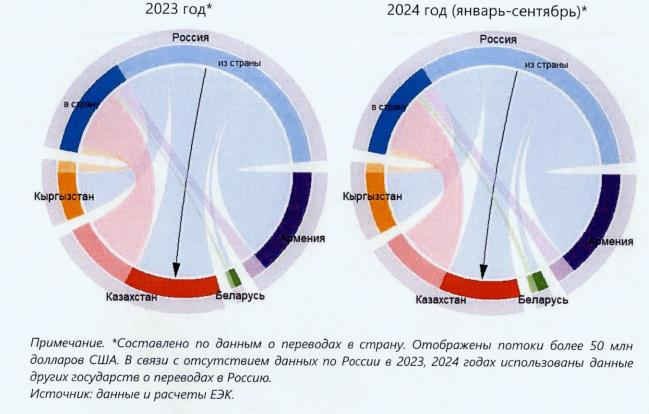 2023 год*
2024 год (январь-сентябрь)*
Россия
из страны
в страну
Кыргызстан
Казахстан
Беларусь
Армения
Россия
из страны
в страну
Кыргызстан
Казахстан
Беларусь
Армения
Примечание. *Составлено по данным о переводах в страну. Отображены потоки более 50 млн
долларов США. В связи с отсутствием данных по России в 2023, 2024 годах использованы данные
других государств о переводах в Россию.
Источник: данные и расчеты ЕЭК.